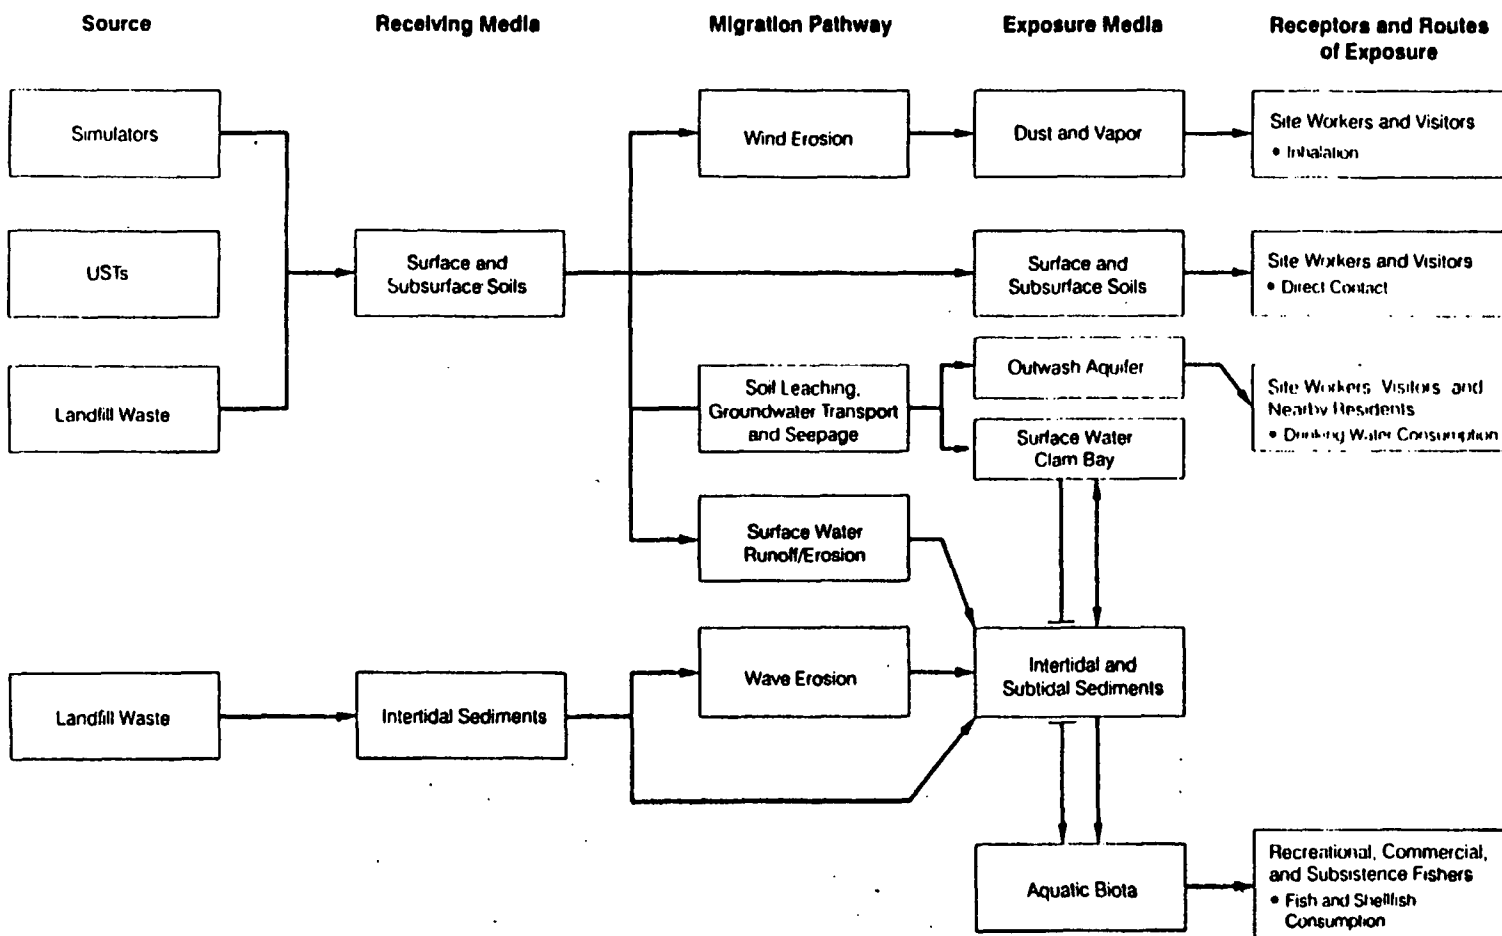 Source
Receiving Media
Migration Pathway
Exposure Media
Receptors and Routes
of Exposure
Simulators
Wind Erosion
Dust and Vapor
Site Workers and Visitors
• Inhalation
USTs
Surface and
Subsurface Soils
Surface and
Subsurface Soils
Site Workers and Visitors
• Direct Contact
Landfill Waste
Soil Leaching,
Groundwater Transport
and Seepage
Outwash Aquifer
Surface Water
Clam Bay
Site Workers, Visitors, and
Nearby Residents
• Drinking Water Consumption
Surface Water
Runoff/Erosion
Landfill Waste
Intertidal Sediments
Wave Erosion
Intertidal and
Subtidal Sediments
Aquatic Biota
Recreational, Commercial,
and Subsistence Fishers
• Fish and Shellfish
Consumption